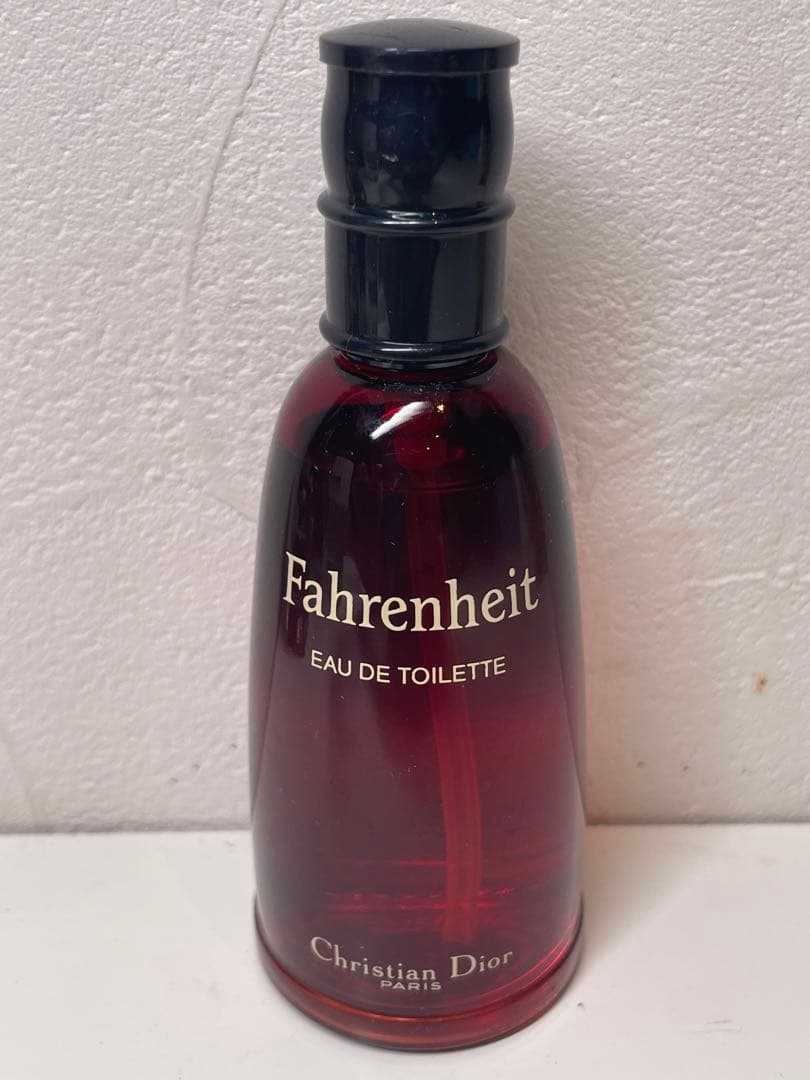 Fahrenheit
EAU DE TOILETTE
Christian Dior
PARIS